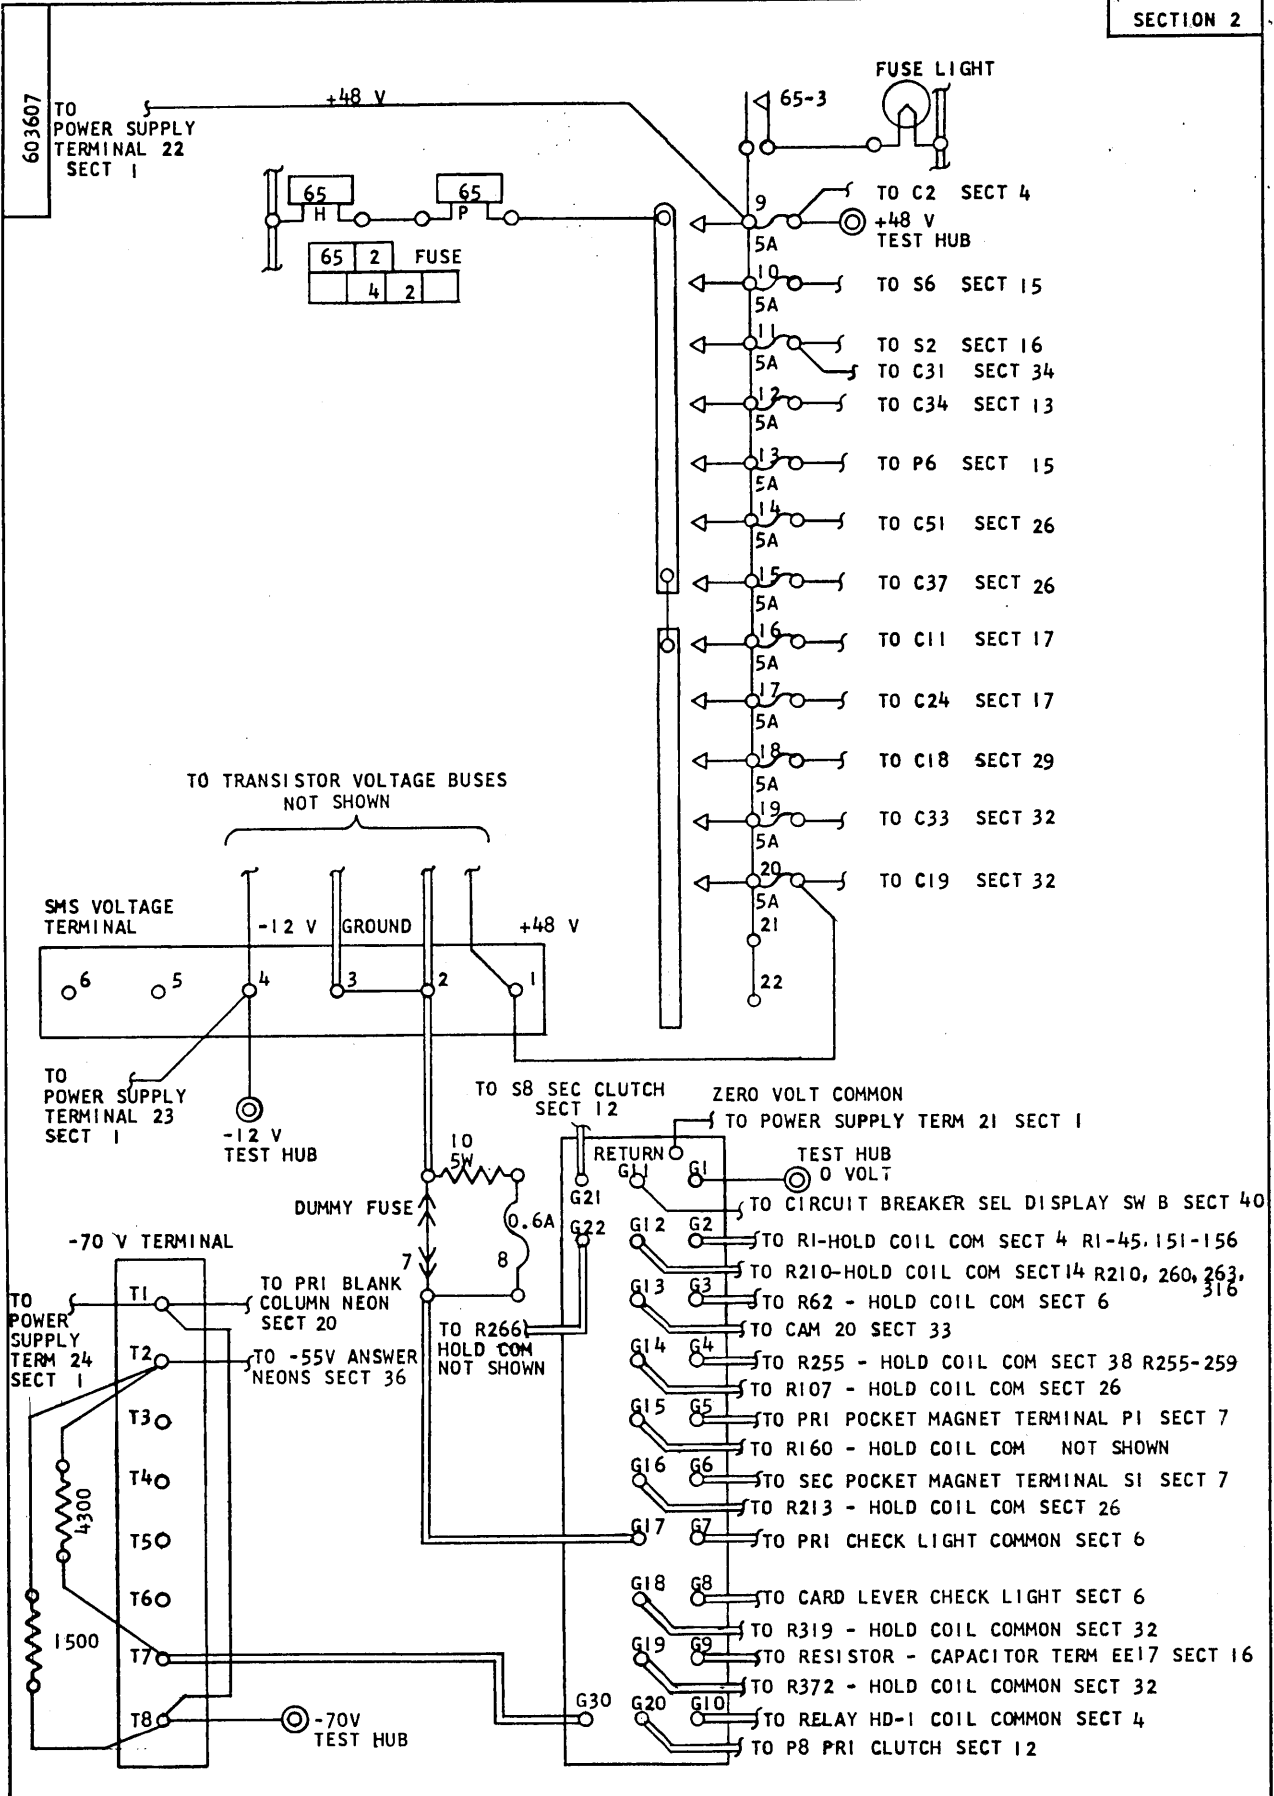 SECTION 2
603607
TO
POWER SUPPLY
TERMINAL 22
SECT 1
+48 V
65-3
FUSE LIGHT
65
H
65
P
65 2 FUSE
4 2
9
5A
TO C2 SECT 4
+48 V
TEST HUB
10
5A
TO S6 SECT 15
11
5A
TO S2 SECT 16
TO C31 SECT 34
12
5A
TO C34 SECT 13
13
5A
TO P6 SECT 15
14
5A
TO C51 SECT 26
15
5A
TO C37 SECT 26
16
5A
TO C11 SECT 17
17
5A
TO C24 SECT 17
18
5A
TO C18 SECT 29
19
5A
TO C33 SECT 32
20
5A
TO C19 SECT 32
21
22
TO TRANSISTOR VOLTAGE BUSES
NOT SHOWN
SMS VOLTAGE
TERMINAL
-12 V
GROUND
+48 V
6 5 4 3 2 1
TO
POWER SUPPLY
TERMINAL 23
SECT 1
-12 V
TEST HUB
TO S8 SEC CLUTCH
SECT 12
ZERO VOLT COMMON
TO POWER SUPPLY TERM 21 SECT 1
RETURN
TEST HUB
0 VOLT
10
5W
DUMMY FUSE
7
0.6A
8
G21
G22
G11 G1
TO CIRCUIT BREAKER SEL DISPLAY SW B SECT 40
G12 G2
TO R1-HOLD COIL COM SECT 4 R1-45, 151-156
TO R210-HOLD COIL COM SECT14 R210, 260, 263,
316
G13 G3
TO R62 - HOLD COIL COM SECT 6
TO CAM 20 SECT 33
G14 G4
TO R255 - HOLD COIL COM SECT 38 R255-259
TO R107 - HOLD COIL COM SECT 26
G15 G5
TO PRI POCKET MAGNET TERMINAL P1 SECT 7
TO R160 - HOLD COIL COM NOT SHOWN
G16 G6
TO SEC POCKET MAGNET TERMINAL S1 SECT 7
TO R213 - HOLD COIL COM SECT 26
G17 G7
TO PRI CHECK LIGHT COMMON SECT 6
G18 G8
TO CARD LEVER CHECK LIGHT SECT 6
TO R319 - HOLD COIL COMMON SECT 32
G19 G9
TO RESISTOR - CAPACITOR TERM EE17 SECT 16
TO R372 - HOLD COIL COMMON SECT 32
G30 G20 G10
TO RELAY HD-1 COIL COMMON SECT 4
TO P8 PRI CLUTCH SECT 12
TO R266
HOLD COM
NOT SHOWN
-70 V TERMINAL
TO
POWER
SUPPLY
TERM 24
SECT 1
T1
TO PRI BLANK
COLUMN NEON
SECT 20
T2
TO -55V ANSWER
NEONS SECT 36
T3
T4
T5
T6
T7
T8
4300
1500
-70V
TEST HUB